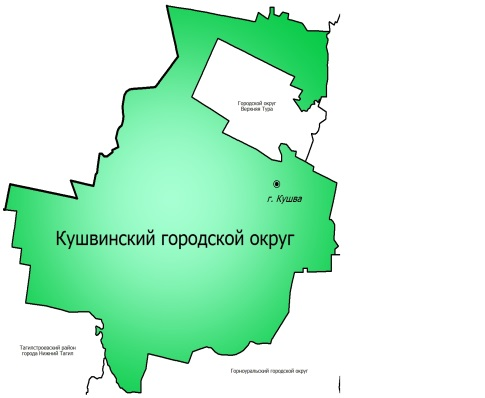 Городской округ
Верхняя Тура
г. Кушва
Кушвинский городской округ
Тагилстроевский район
города Нижний Тагил
Горноуральский городской округ